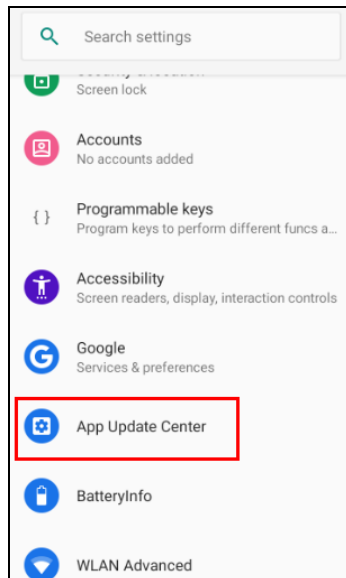 Search settings
Screen lock
Accounts
No accounts added
{ }
Programmable keys
Program keys to perform different funcs a...
Accessibility
Screen readers, display, interaction controls
Google
Services & preferences
App Update Center
BatteryInfo
WLAN Advanced